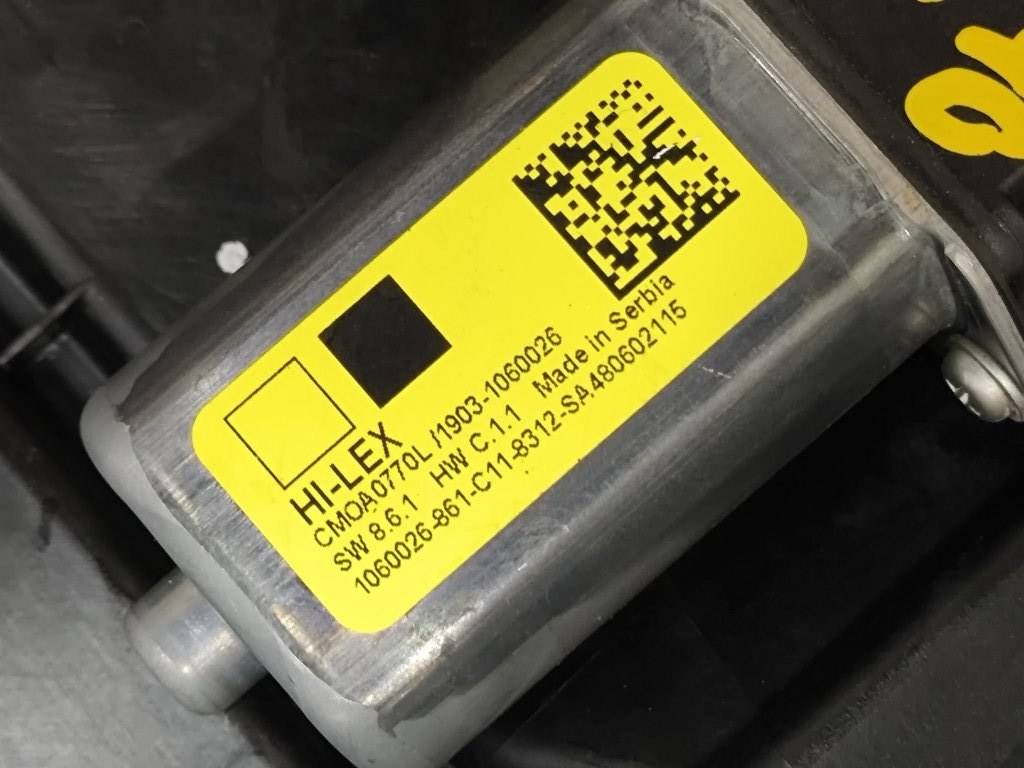 HI-LEX
CMOA0770L /1903-1060026
SW 8.6.1 HW C.1.1 Made in Serbia
1060026-861-C11-8312-SA480602115